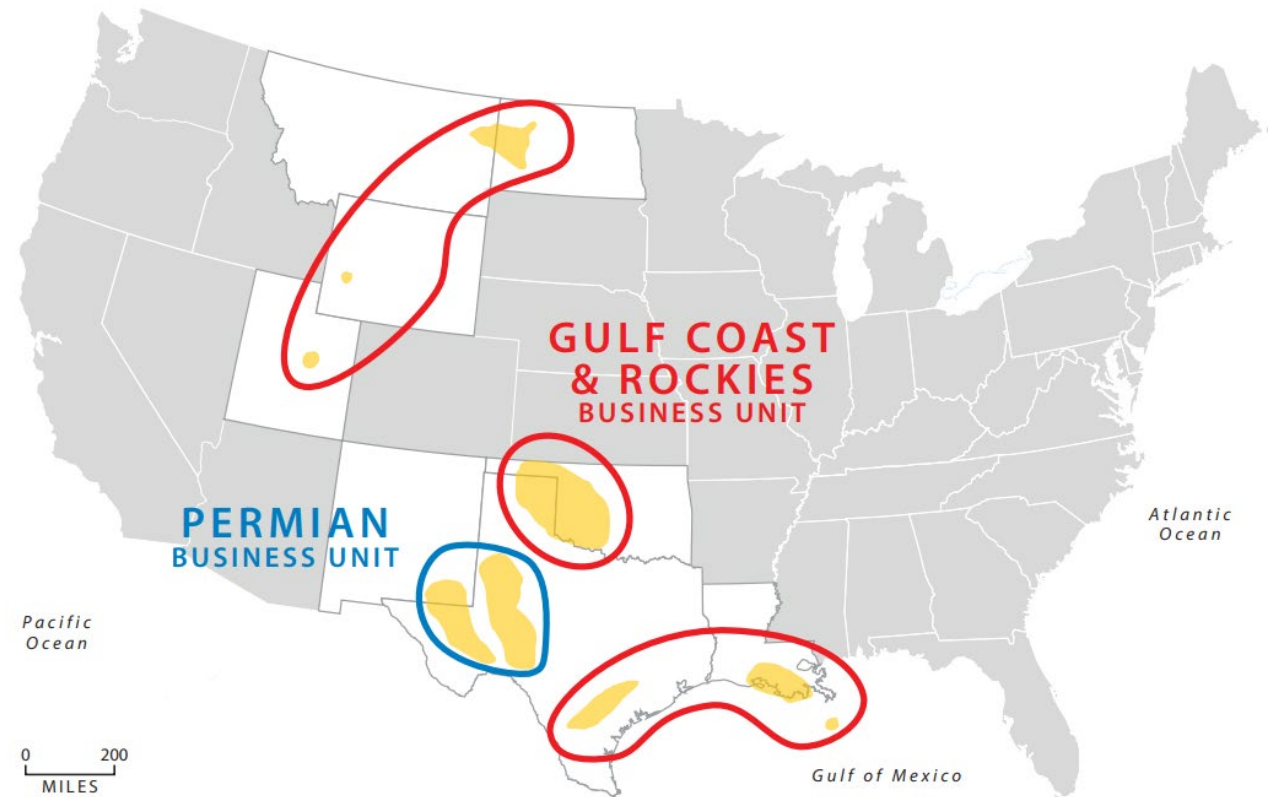 GULF COAST
& ROCKIES
BUSINESS UNIT
PERMIAN
BUSINESS UNIT
Atlantic
Ocean
Pacific
Ocean
0 200
MILES
Gulf of Mexico